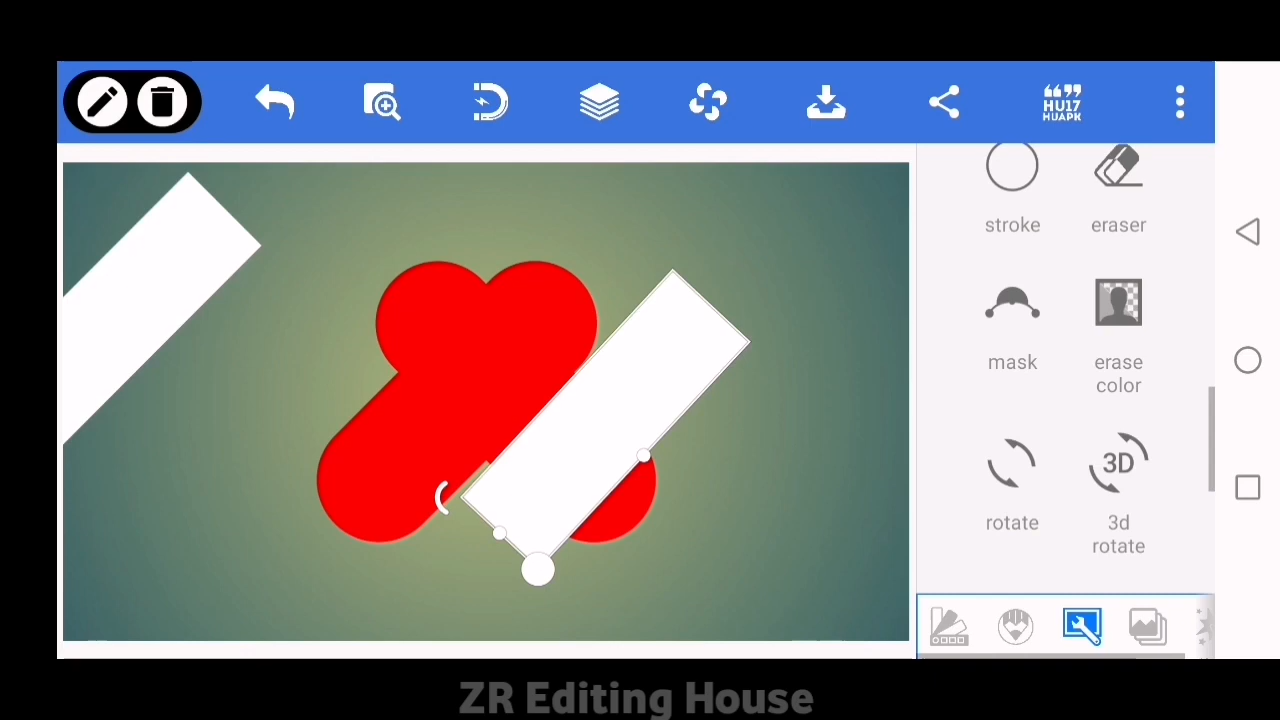 HU17
HUAPK
stroke
eraser
mask
erase
color
3D
rotate
3d
rotate
ZR Editing House